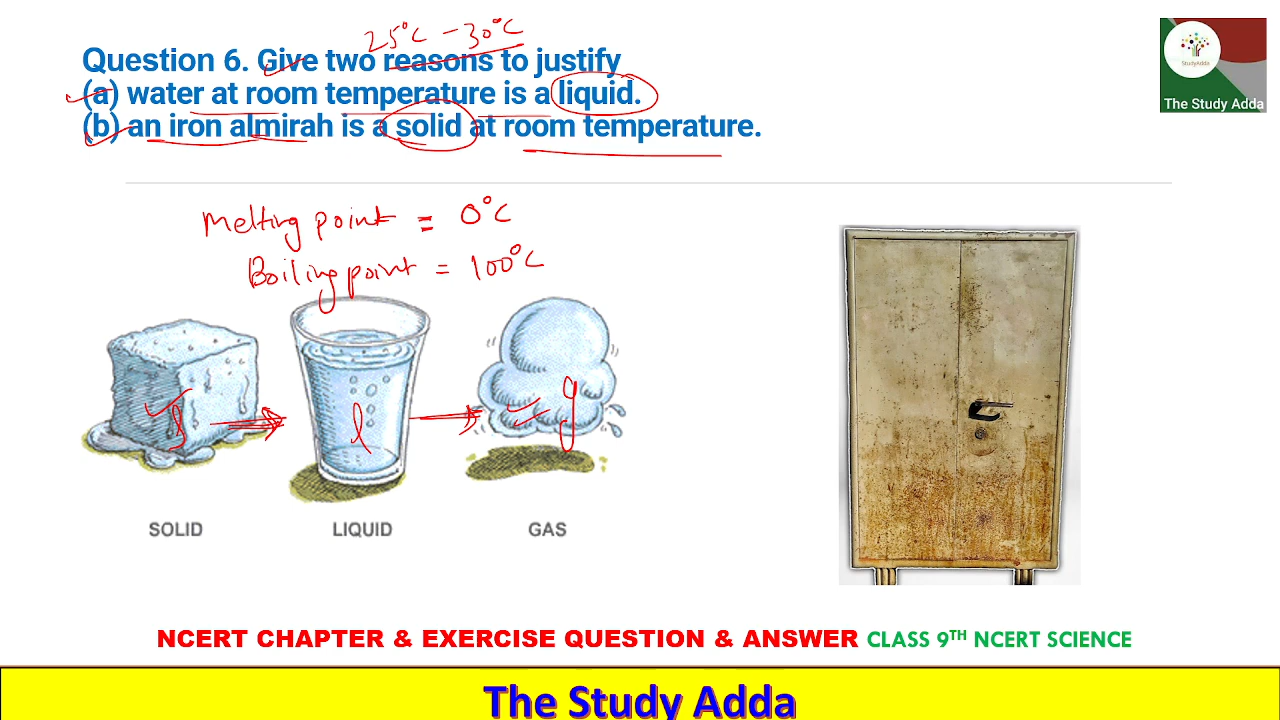 25°C - 30°C
Question 6. Give two reasons to justify
(a) water at room temperature is a liquid.
(b) an iron almirah is a solid at room temperature.
StudyAdda
The Study Adda
Melting point = 0°C
Boiling point = 100°C
s l g
SOLID LIQUID GAS
NCERT CHAPTER & EXERCISE QUESTION & ANSWER CLASS 9TH NCERT SCIENCE
The Study Adda